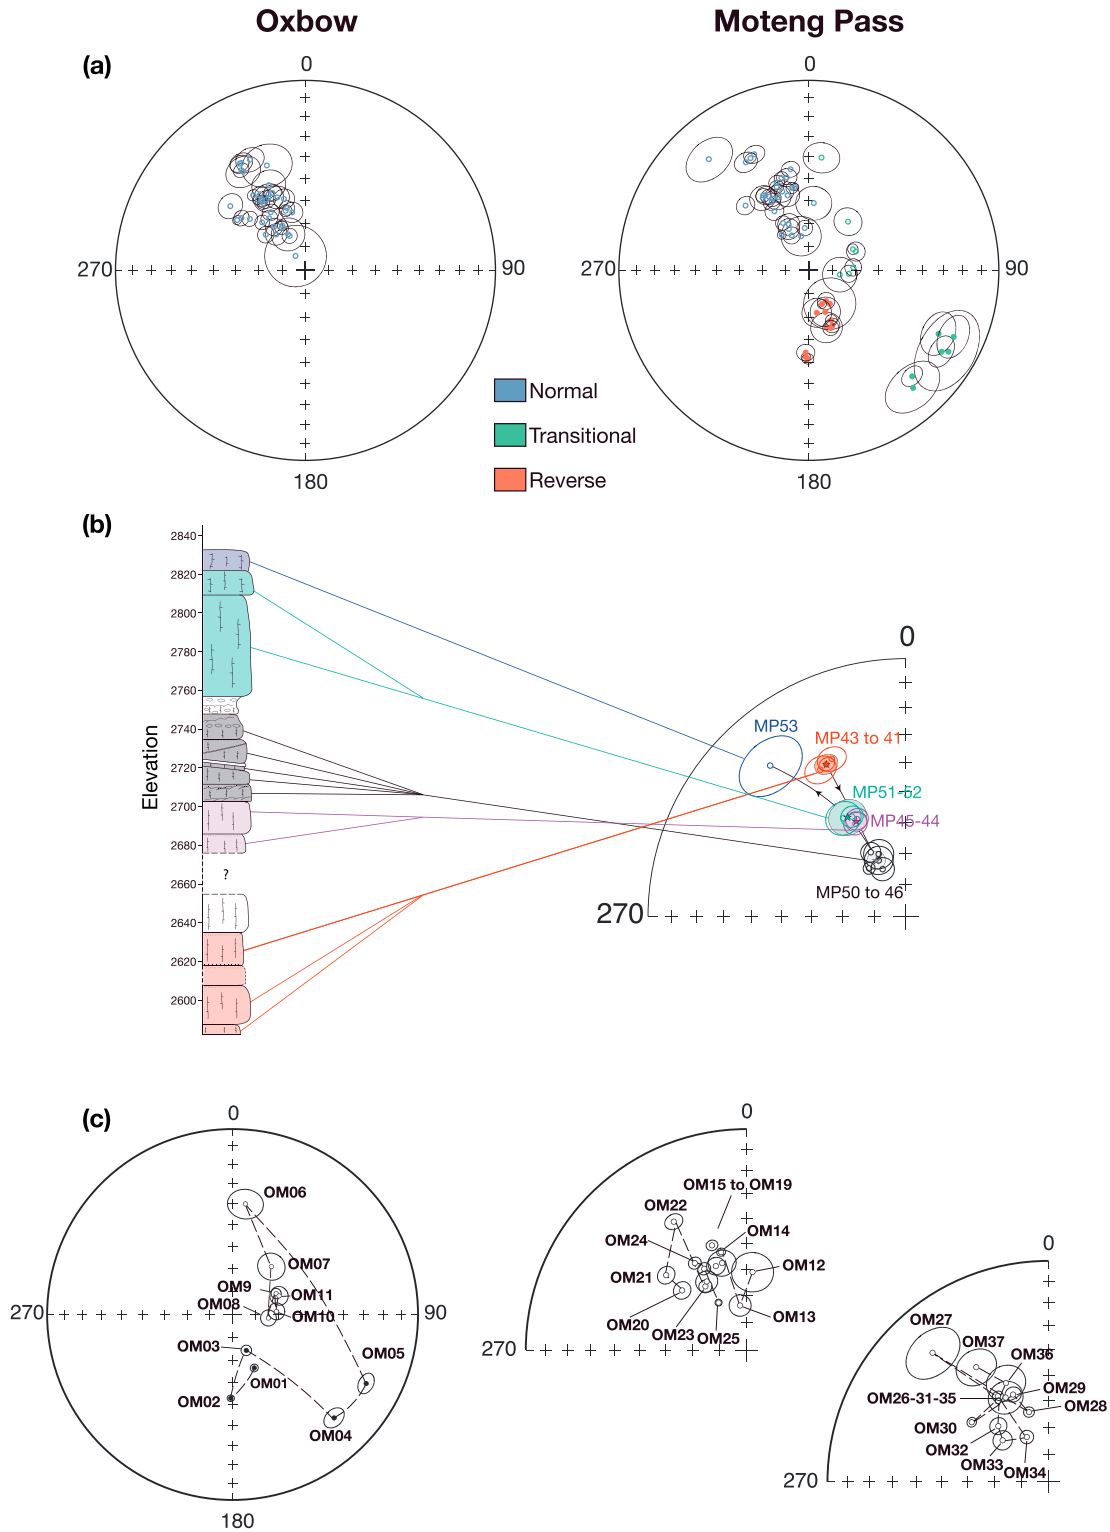 Oxbow
Moteng Pass
(a)
0
0
270
90
270
90
180
180
Normal
Transitional
Reverse
(b)
Elevation
2840
2820
2800
2780
2760
2740
2720
2700
2680
2660
2640
2620
2600
?
0
MP53
MP43 to 41
MP51-52
MP45-44
MP50 to 46
270
(c)
0
OM06
OM07
OM9
OM11
OM08
OM10
270
90
OM03
OM05
OM01
OM02
OM04
180
0
OM15 to OM19
OM22
OM14
OM24
OM12
OM21
OM13
OM20
OM23
OM25
270
0
OM27
OM37
OM36
OM29
OM26-31-35
OM28
OM30
OM32
OM33
OM34
270